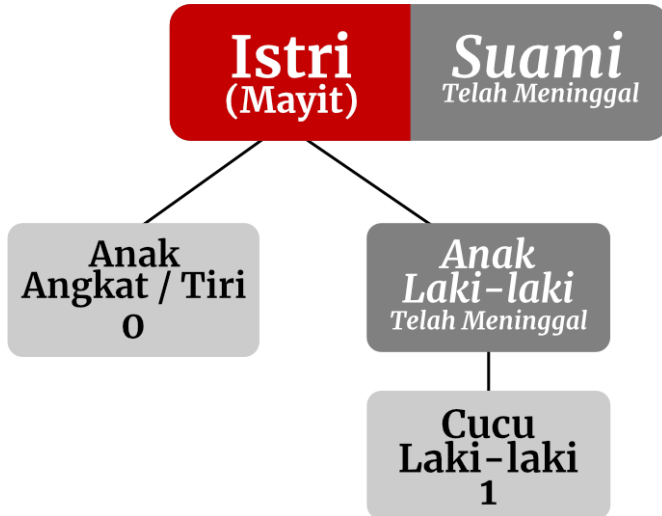 Istri
(Mayit)
Suami
Telah Meninggal
Anak
Angkat / Tiri
0
Anak
Laki-laki
Telah Meninggal
Cucu
Laki-laki
1